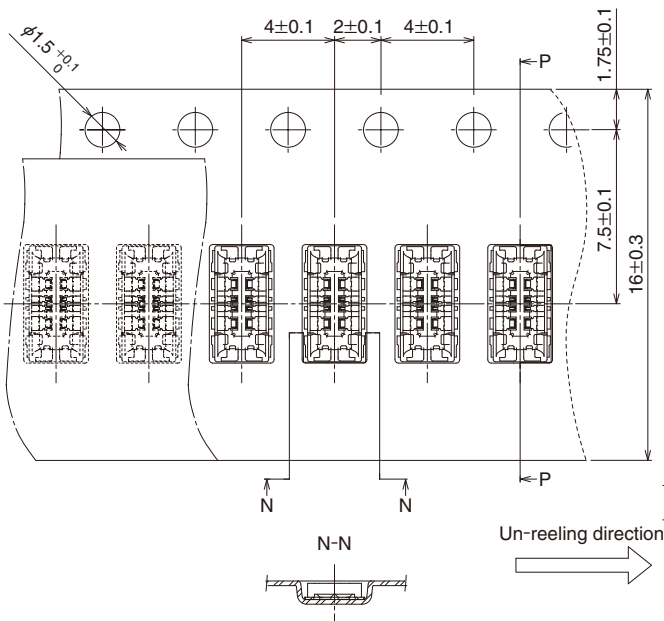 4±0.1 2±0.1 4±0.1
φ1.5 +0.1 0
P
1.75±0.1
7.5±0.1
16±0.3
P
N N
N-N
Un-reeling direction